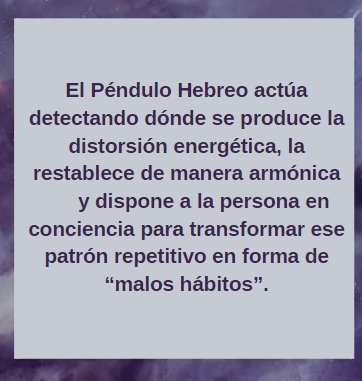 El Péndulo Hebreo actúa
detectando dónde se produce la
distorsión energética, la
restablece de manera armónica
y dispone a la persona en
conciencia para transformar ese
patrón repetitivo en forma de
“malos hábitos”.